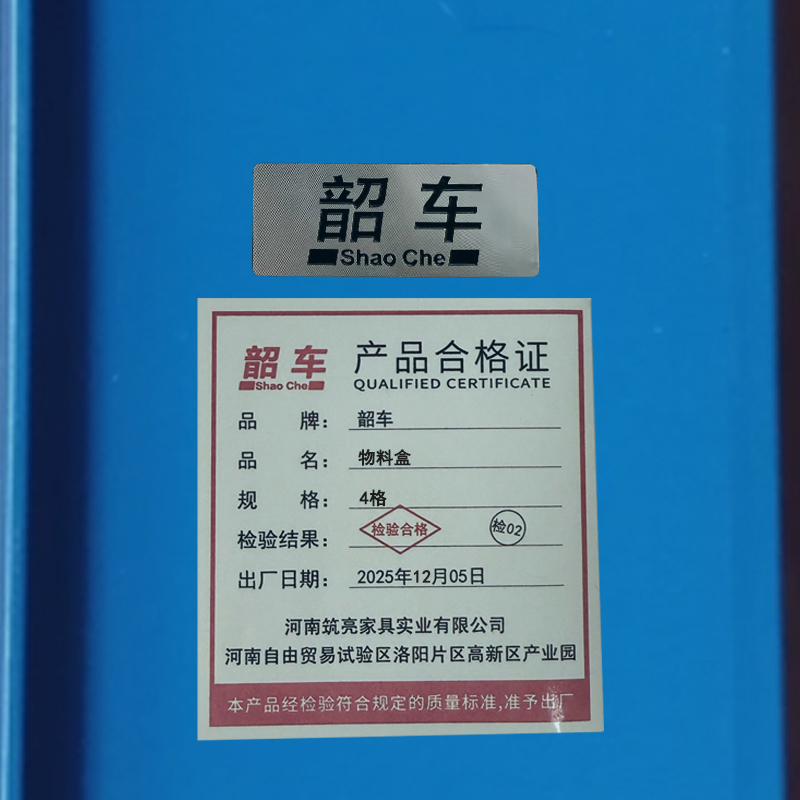 韶车
Shao Che
韶车
Shao Che
产品合格证
QUALIFIED CERTIFICATE
品牌：韶车
品名：物料盒
规格：4格
检验结果：检验合格 检02
出厂日期：2025年12月05日
河南筑亮家具实业有限公司
河南自由贸易试验区洛阳片区高新区产业园
本产品经检验符合规定的质量标准,准予出厂